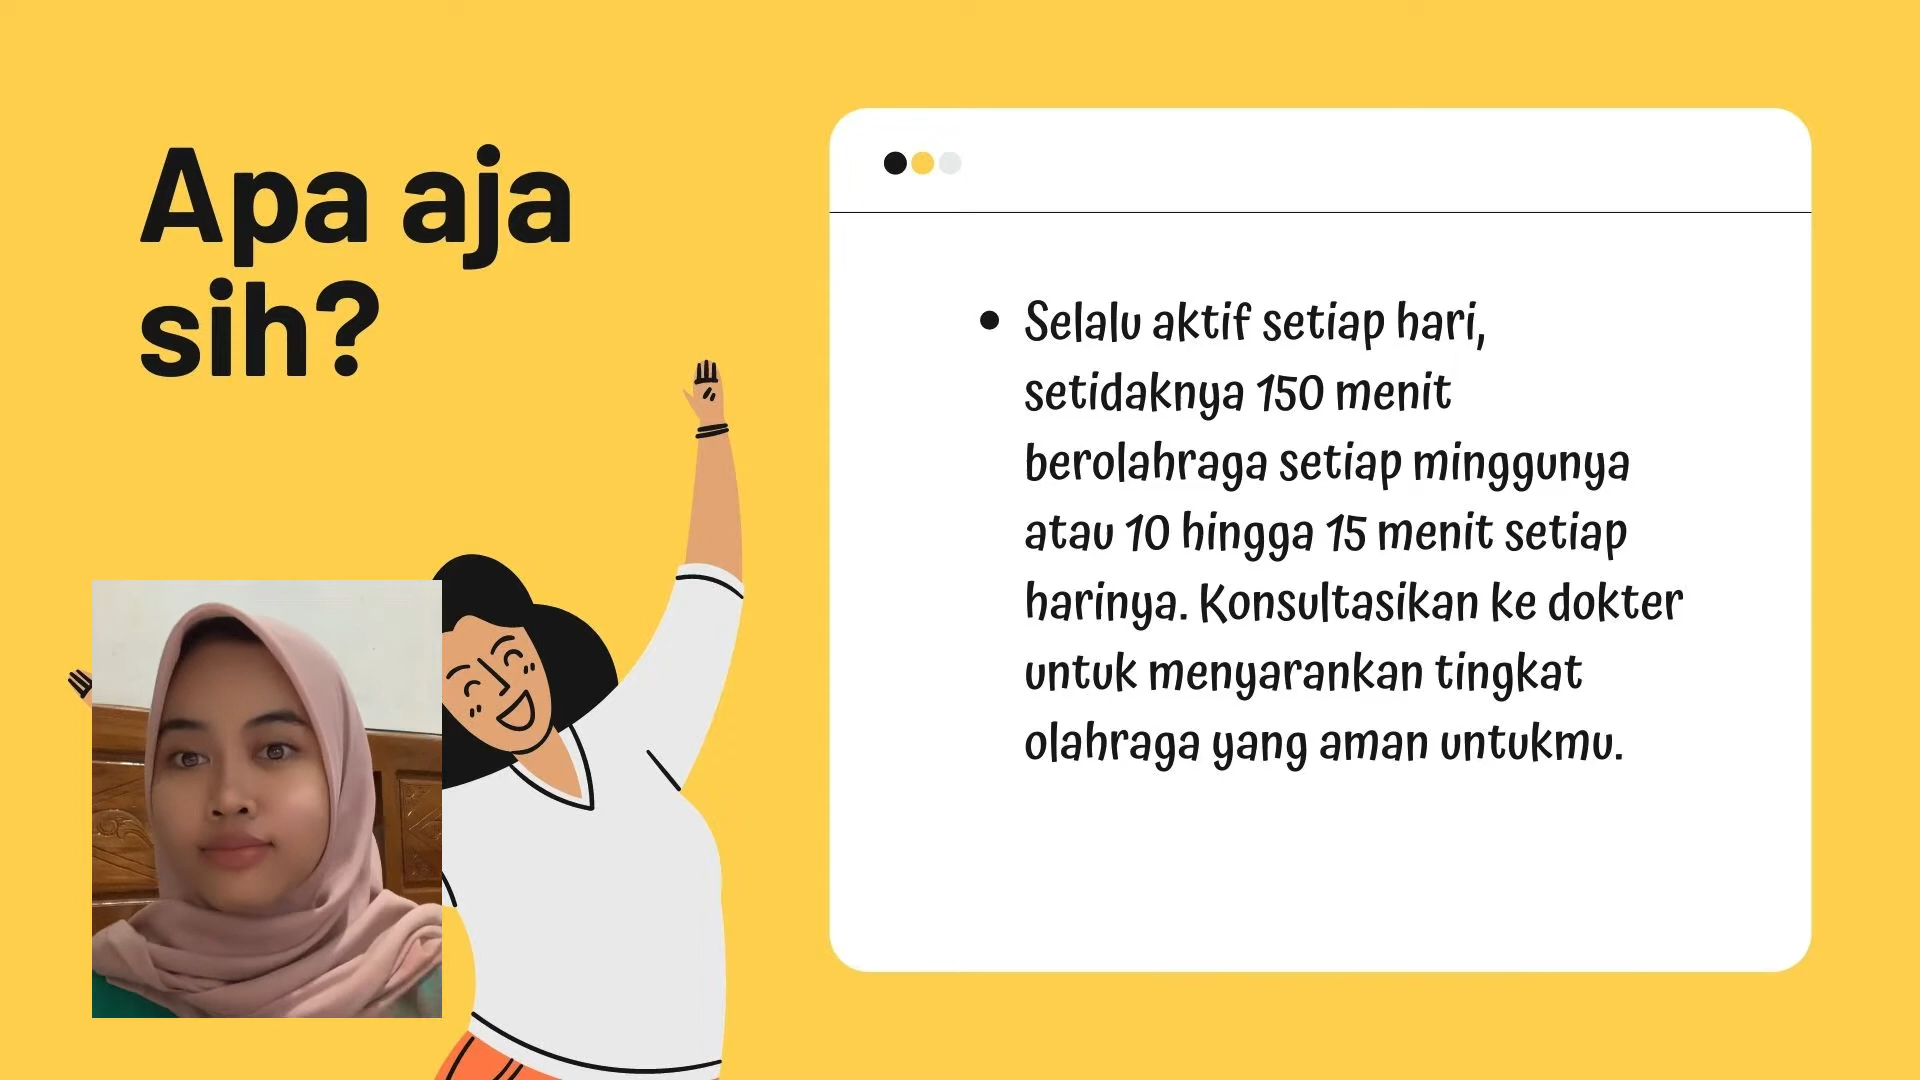 Apa aja
sih?
Selalu aktif setiap hari,
setidaknya 150 menit
berolahraga setiap minggunya
atau 10 hingga 15 menit setiap
harinya. Konsultasikan ke dokter
untuk menyarankan tingkat
olahraga yang aman untukmu.